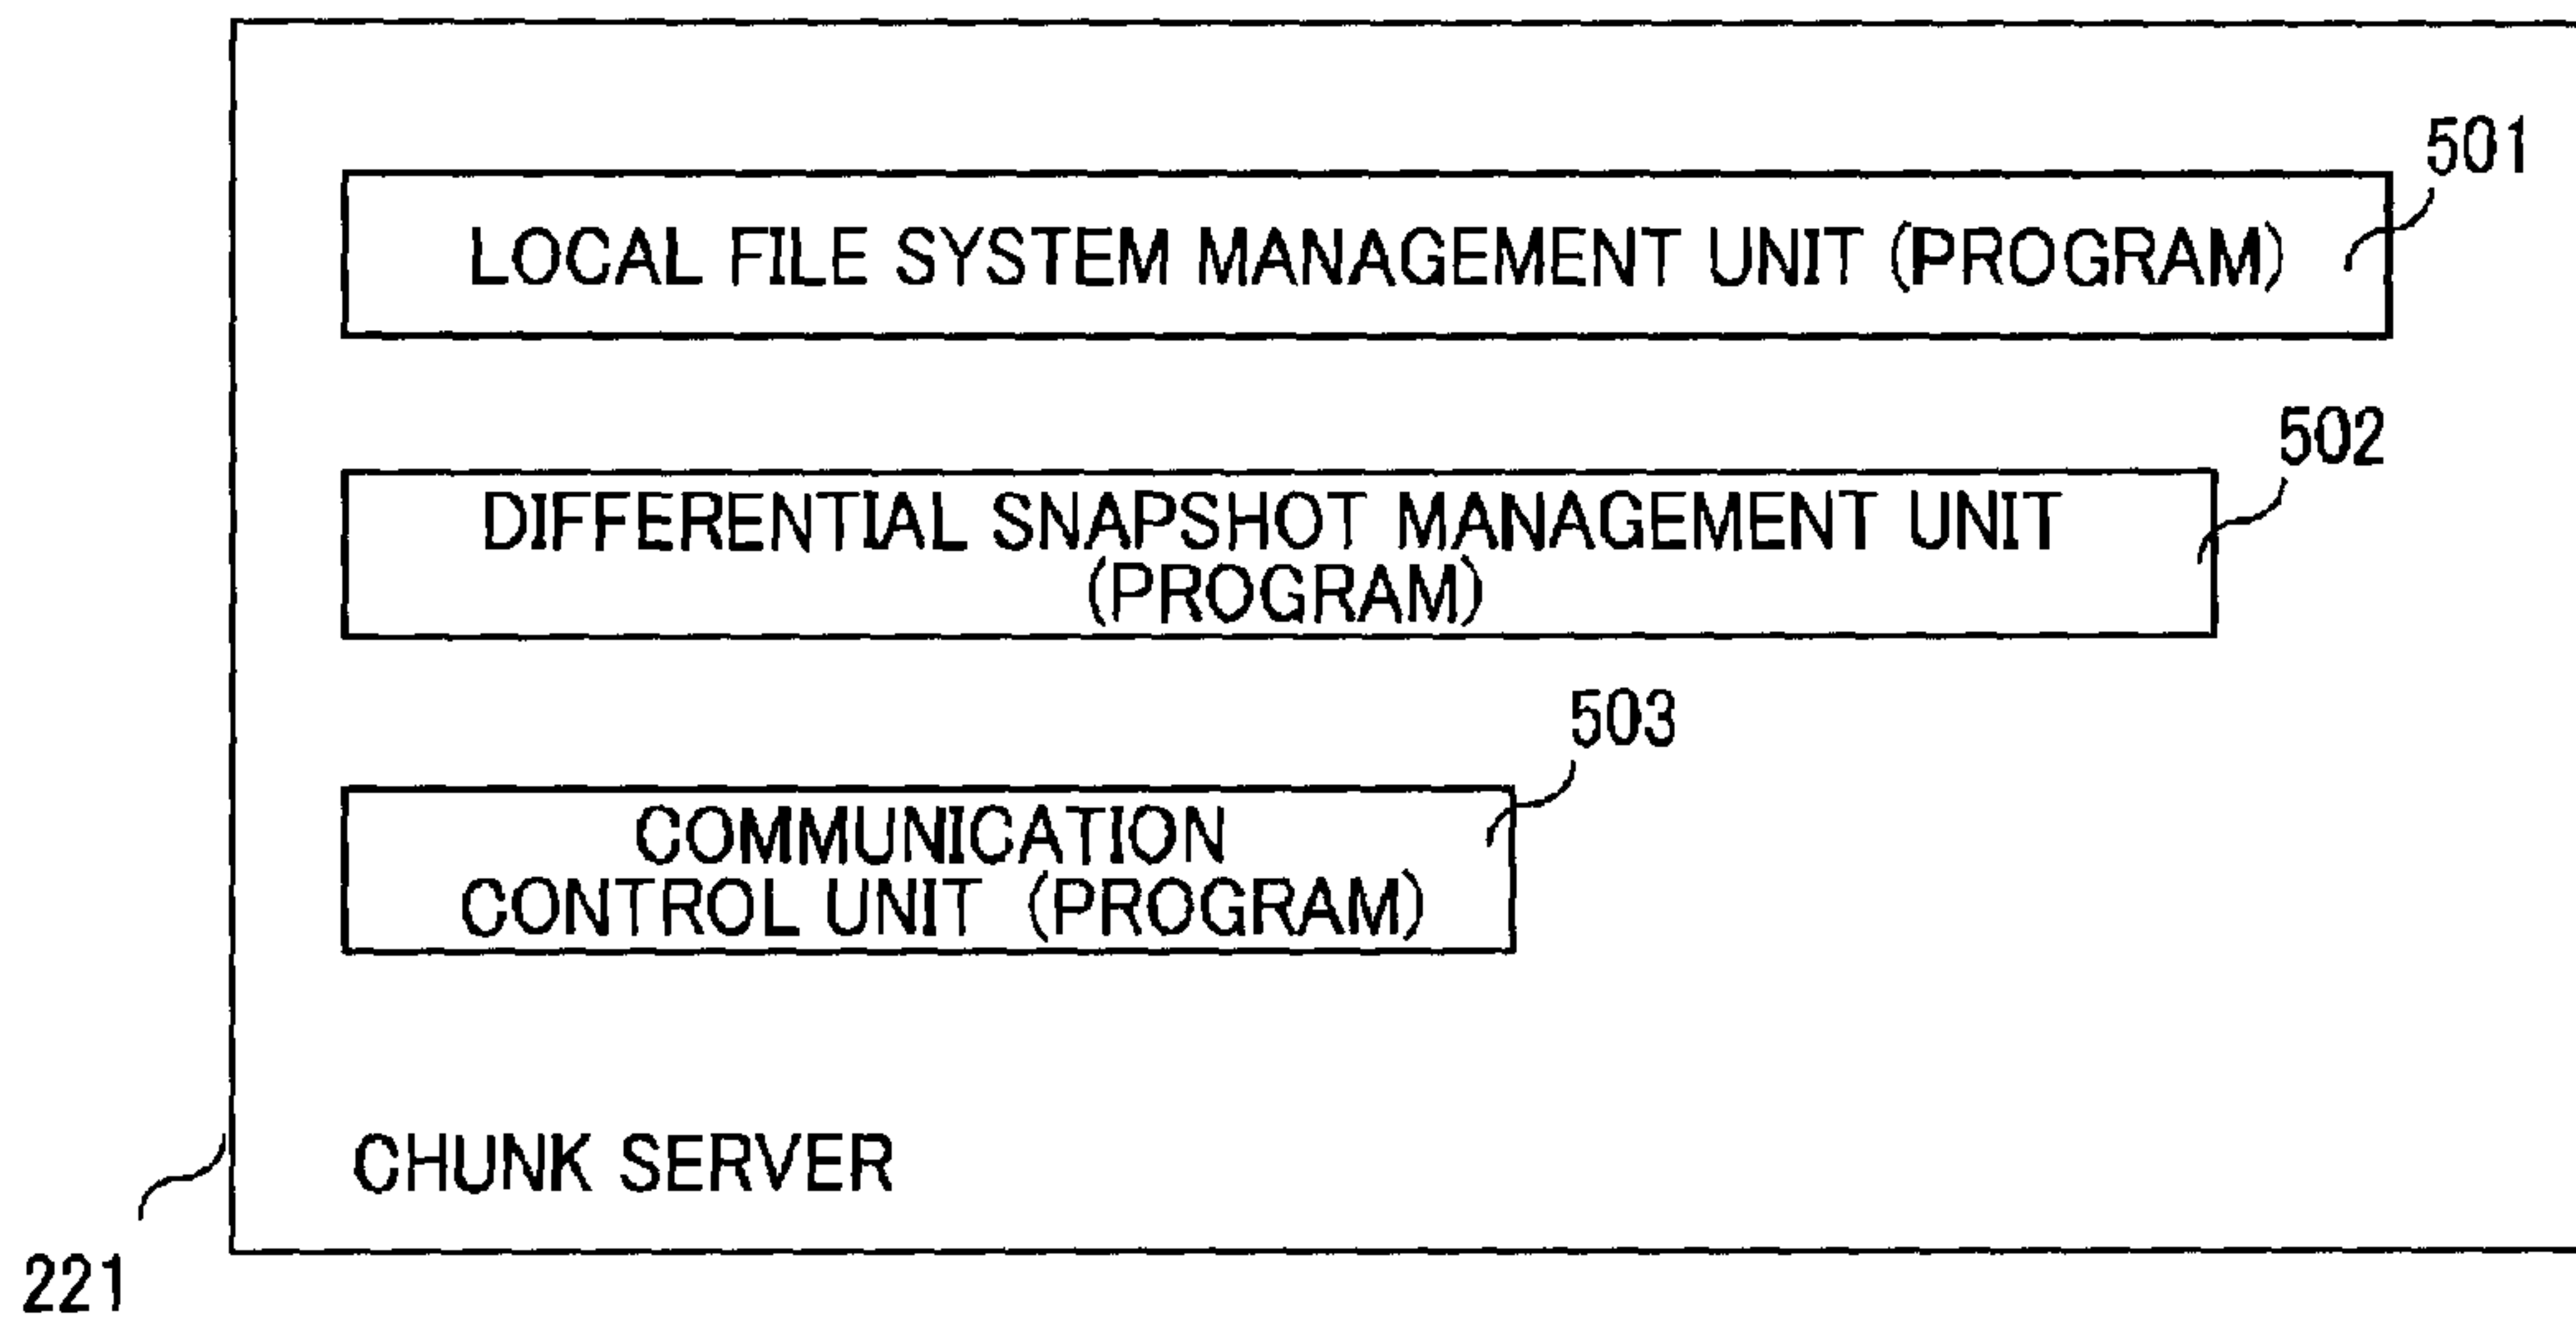 501
LOCAL FILE SYSTEM MANAGEMENT UNIT (PROGRAM)
502
DIFFERENTIAL SNAPSHOT MANAGEMENT UNIT
(PROGRAM)
503
COMMUNICATION
CONTROL UNIT (PROGRAM)
CHUNK SERVER
221